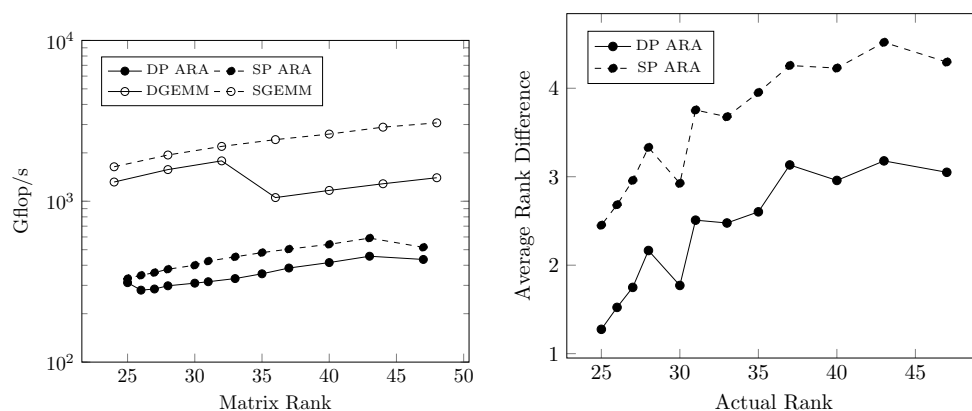 10^4
10^3
10^2
Gflop/s
DP ARA
SP ARA
DGEMM
SGEMM
25 30 35 40 45 50
Matrix Rank
4
3
2
1
Average Rank Difference
DP ARA
SP ARA
25 30 35 40 45
Actual Rank